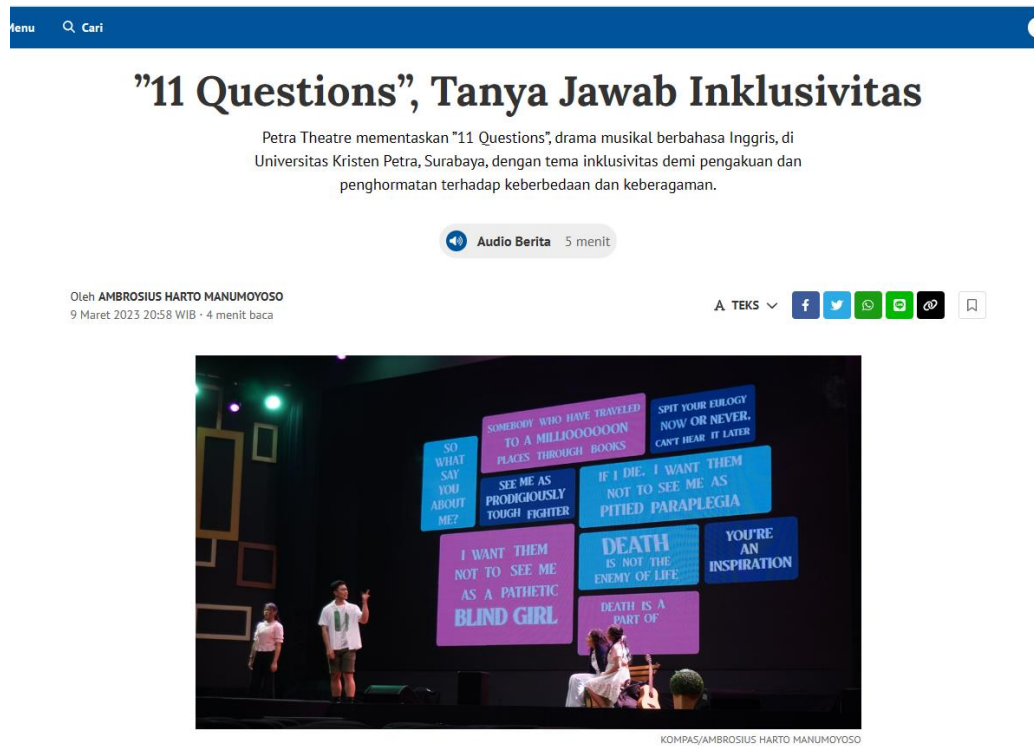 Menu
Cari
”11 Questions”, Tanya Jawab Inklusivitas
Petra Theatre mementaskan ”11 Questions”, drama musikal berbahasa Inggris, di
Universitas Kristen Petra, Surabaya, dengan tema inklusivitas demi pengakuan dan
penghormatan terhadap keberbedaan dan keberagaman.
Audio Berita 5 menit
Oleh AMBROSIUS HARTO MANUMOYOSO
9 Maret 2023 20:58 WIB · 4 menit baca
A TEKS
SO
WHAT
SAY
YOU
ABOUT
ME?
SOMEBODY WHO HAVE TRAVELED
TO A MILLIOOOOOON
PLACES THROUGH BOOKS
SPIT YOUR EULOGY
NOW OR NEVER.
CAN'T HEAR IT LATER
SEE ME AS
PRODIGIOUSLY
TOUGH FIGHTER
IF I DIE. I WANT THEM
NOT TO SEE ME AS
PITIED PARAPLEGIA
I WANT THEM
NOT TO SEE ME
AS A PATHETIC
BLIND GIRL
DEATH
IS NOT THE
ENEMY OF LIFE
YOU'RE
AN
INSPIRATION
DEATH IS A
PART OF
KOMPAS/AMBROSIUS HARTO MANUMOYOSO